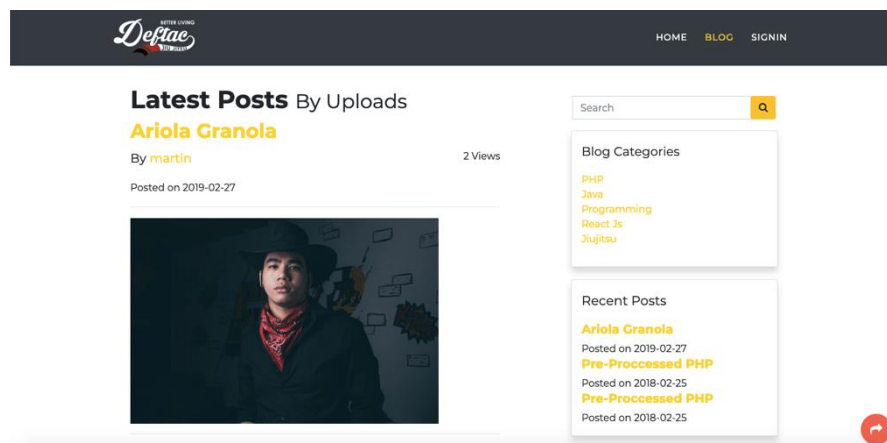 BETTER LIVING
Deftac
HOME BLOG SIGNIN
Latest Posts By Uploads
Ariola Granola
By martin
2 Views
Posted on 2019-02-27
Search
Blog Categories
PHP
Java
Programming
React Js
Jiujitsu
Recent Posts
Ariola Granola
Posted on 2019-02-27
Pre-Proccessed PHP
Posted on 2018-02-25
Pre-Proccessed PHP
Posted on 2018-02-25